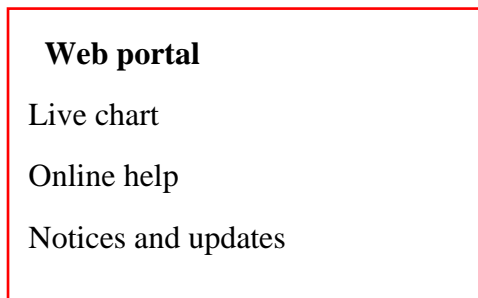 Web portal
Live chart
Online help
Notices and updates